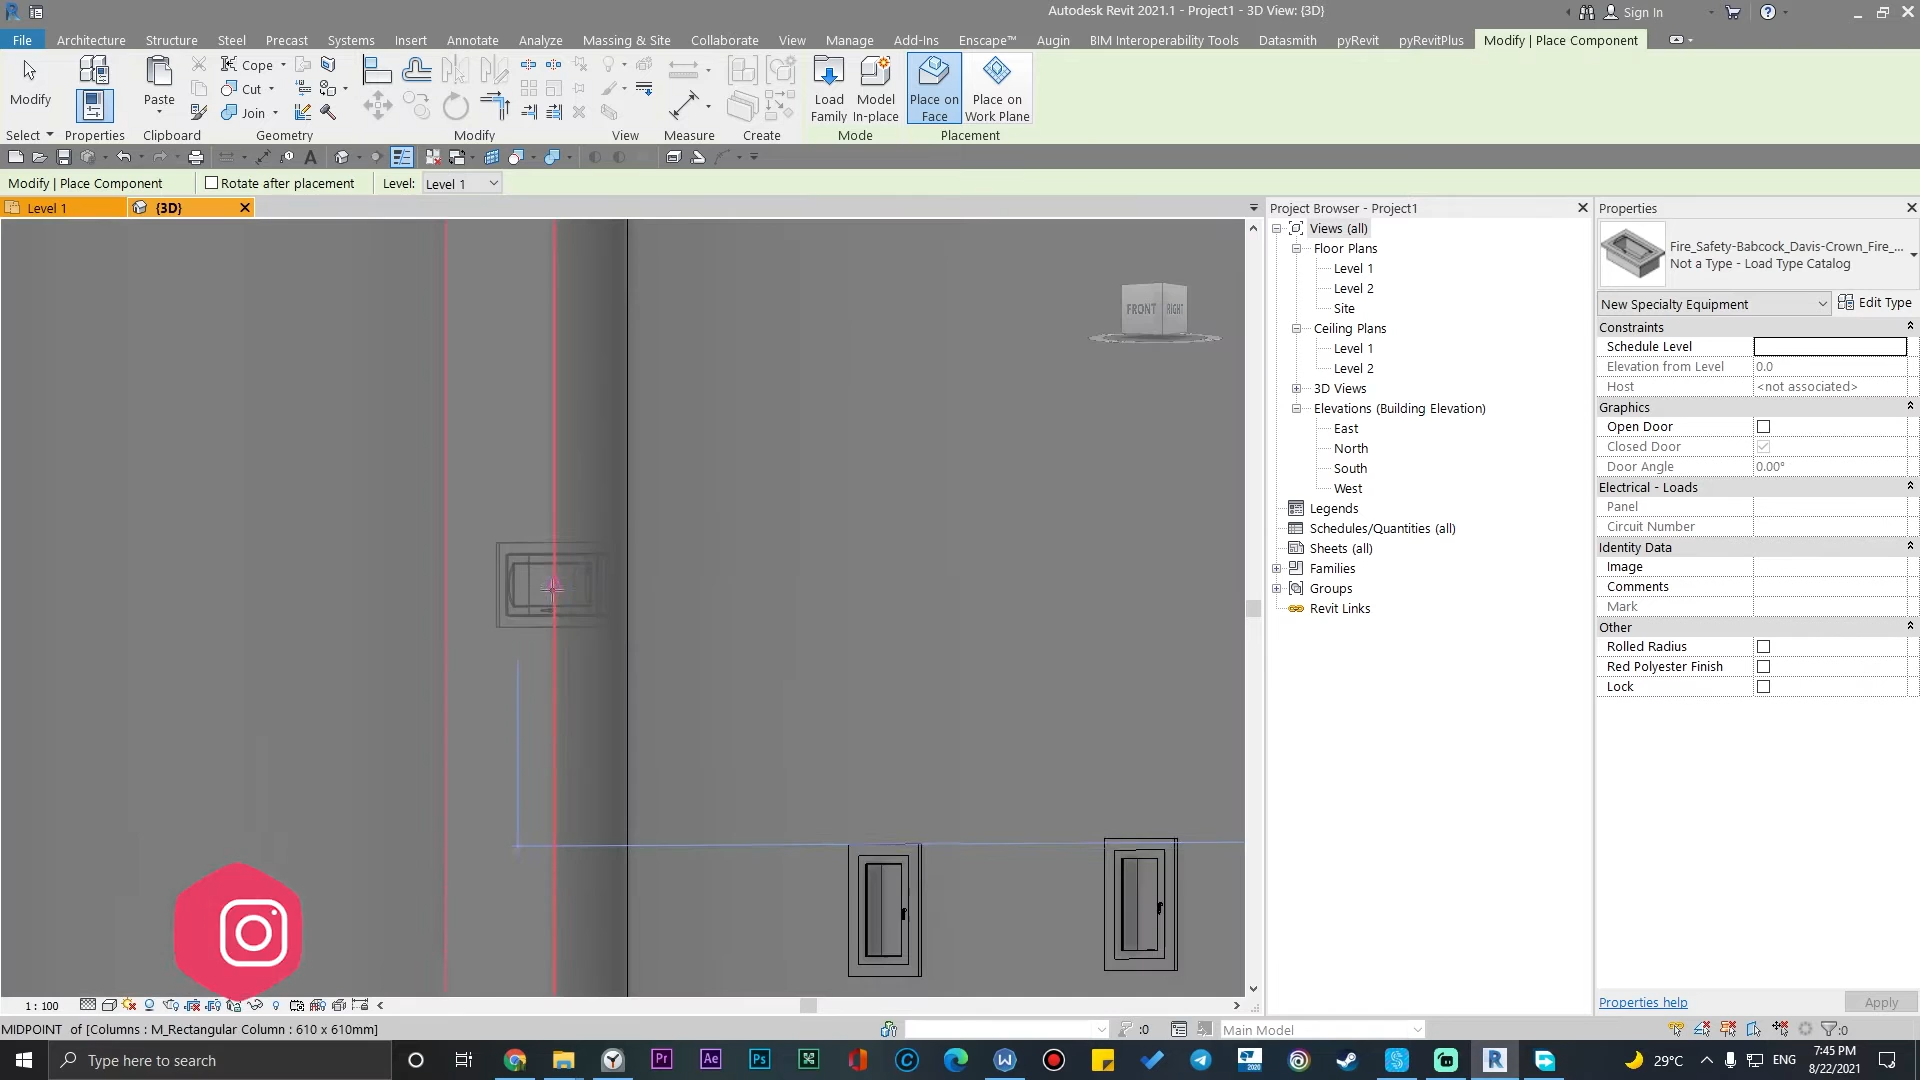 Autodesk Revit 2021.1 - Project1 - 3D View: {3D}
Sign In
File Architecture Structure Steel Precast Systems Insert Annotate Analyze Massing & Site Collaborate View Manage Add-Ins Enscape™ Augin BIM Interoperability Tools Datasmith pyRevit pyRevitPlus Modify | Place Component
Modify
Paste
Cope
Cut
Join
Load Family
Model In-place
Place on Face
Place on Work Plane
Select Properties Clipboard Geometry Modify View Measure Create Mode Placement
Modify | Place Component Rotate after placement Level: Level 1
Level 1 {3D}
FRONT RIGHT
Project Browser - Project1
Views (all)
Floor Plans
Level 1
Level 2
Site
Ceiling Plans
Level 1
Level 2
3D Views
Elevations (Building Elevation)
East
North
South
West
Legends
Schedules/Quantities (all)
Sheets (all)
Families
Groups
Revit Links
Properties
Fire_Safety-Babcock_Davis-Crown_Fire_...
Not a Type - Load Type Catalog
New Specialty Equipment Edit Type
Constraints
Schedule Level
Elevation from Level 0.0
Host <not associated>
Graphics
Open Door
Closed Door
Door Angle 0.00°
Electrical - Loads
Panel
Circuit Number
Identity Data
Image
Comments
Mark
Other
Rolled Radius
Red Polyester Finish
Lock
Properties help Apply
1 : 100
MIDPOINT of [Columns : M_Rectangular Column : 610 x 610mm]
:0 Main Model :0
Type here to search
Pr Ae Ps
2020
29°C ENG
7:45 PM
8/22/2021